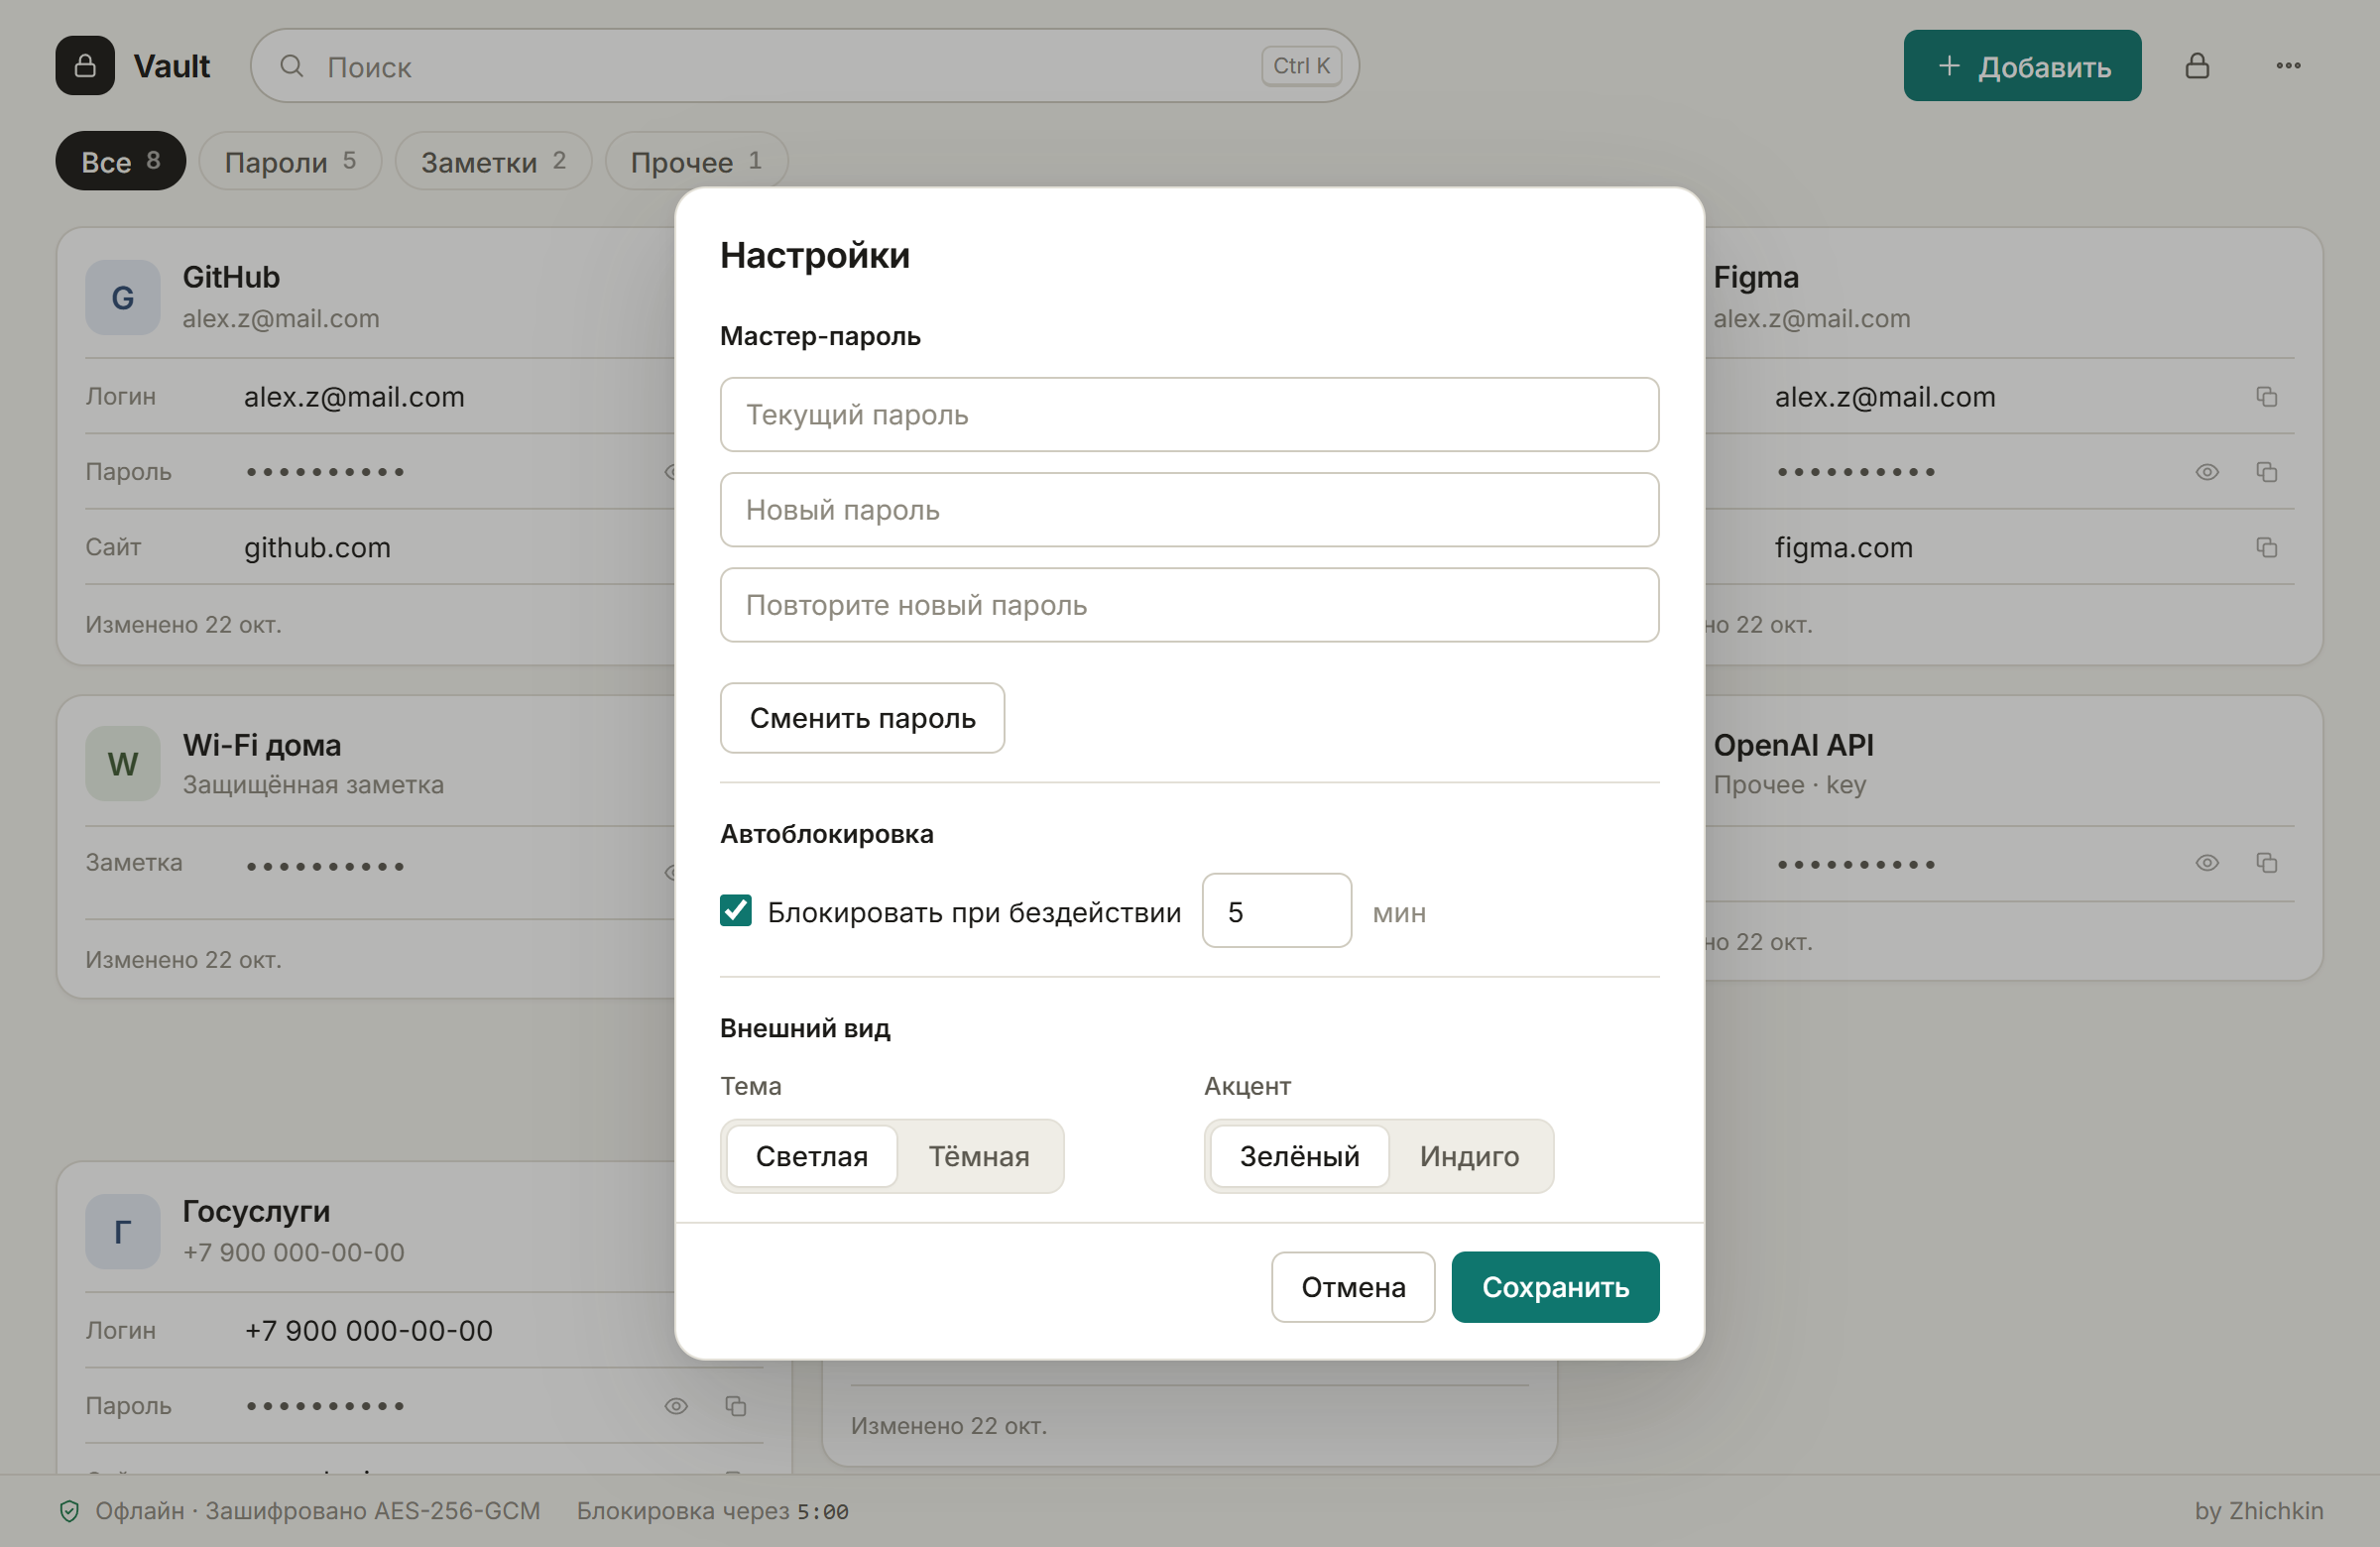 Vault
Поиск
Ctrl K
Добавить
Все 8
Пароли 5
Заметки 2
Прочее 1
G
GitHub
alex.z@mail.com
Логин alex.z@mail.com
Пароль ••••••••••
Сайт github.com
Изменено 22 окт.
W
Wi-Fi дома
Защищённая заметка
Заметка ••••••••••
Изменено 22 окт.
Г
Госуслуги
+7 900 000-00-00
Логин +7 900 000-00-00
Пароль ••••••••••
Изменено 22 окт.
Настройки
Мастер-пароль
Текущий пароль
Новый пароль
Повторите новый пароль
Сменить пароль
Автоблокировка
Блокировать при бездействии 5 мин
Внешний вид
Тема
Светлая Тёмная
Акцент
Зелёный Индиго
Отмена Сохранить
Figma
alex.z@mail.com
alex.z@mail.com
••••••••••
figma.com
22 окт.
OpenAI API
Прочее · key
••••••••••
22 окт.
Офлайн · Зашифровано AES-256-GCM
Блокировка через 5:00
by Zhichkin